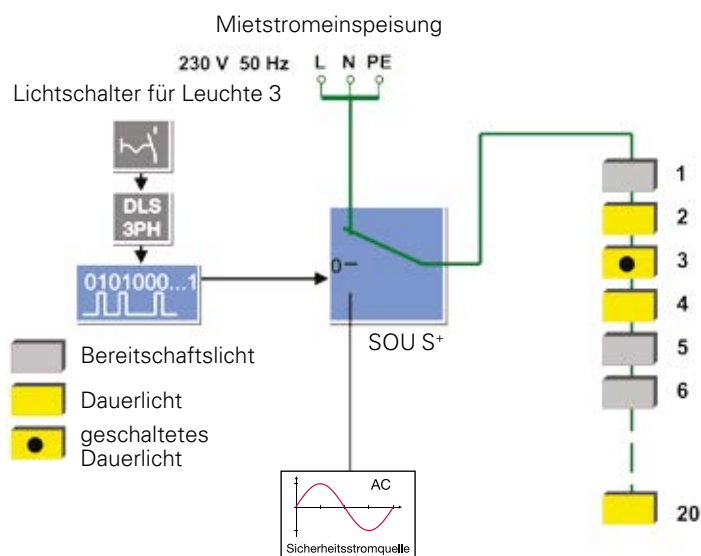 Mietstromeinspeisung
230 V 50 Hz L N PE
Lichtschalter für Leuchte 3
DLS
3PH
0101000...1
0
SOU S⁺
1
2
3
4
5
6
20
Bereitschaftslicht
Dauerlicht
geschaltetes
Dauerlicht
AC
Sicherheitsstromquelle